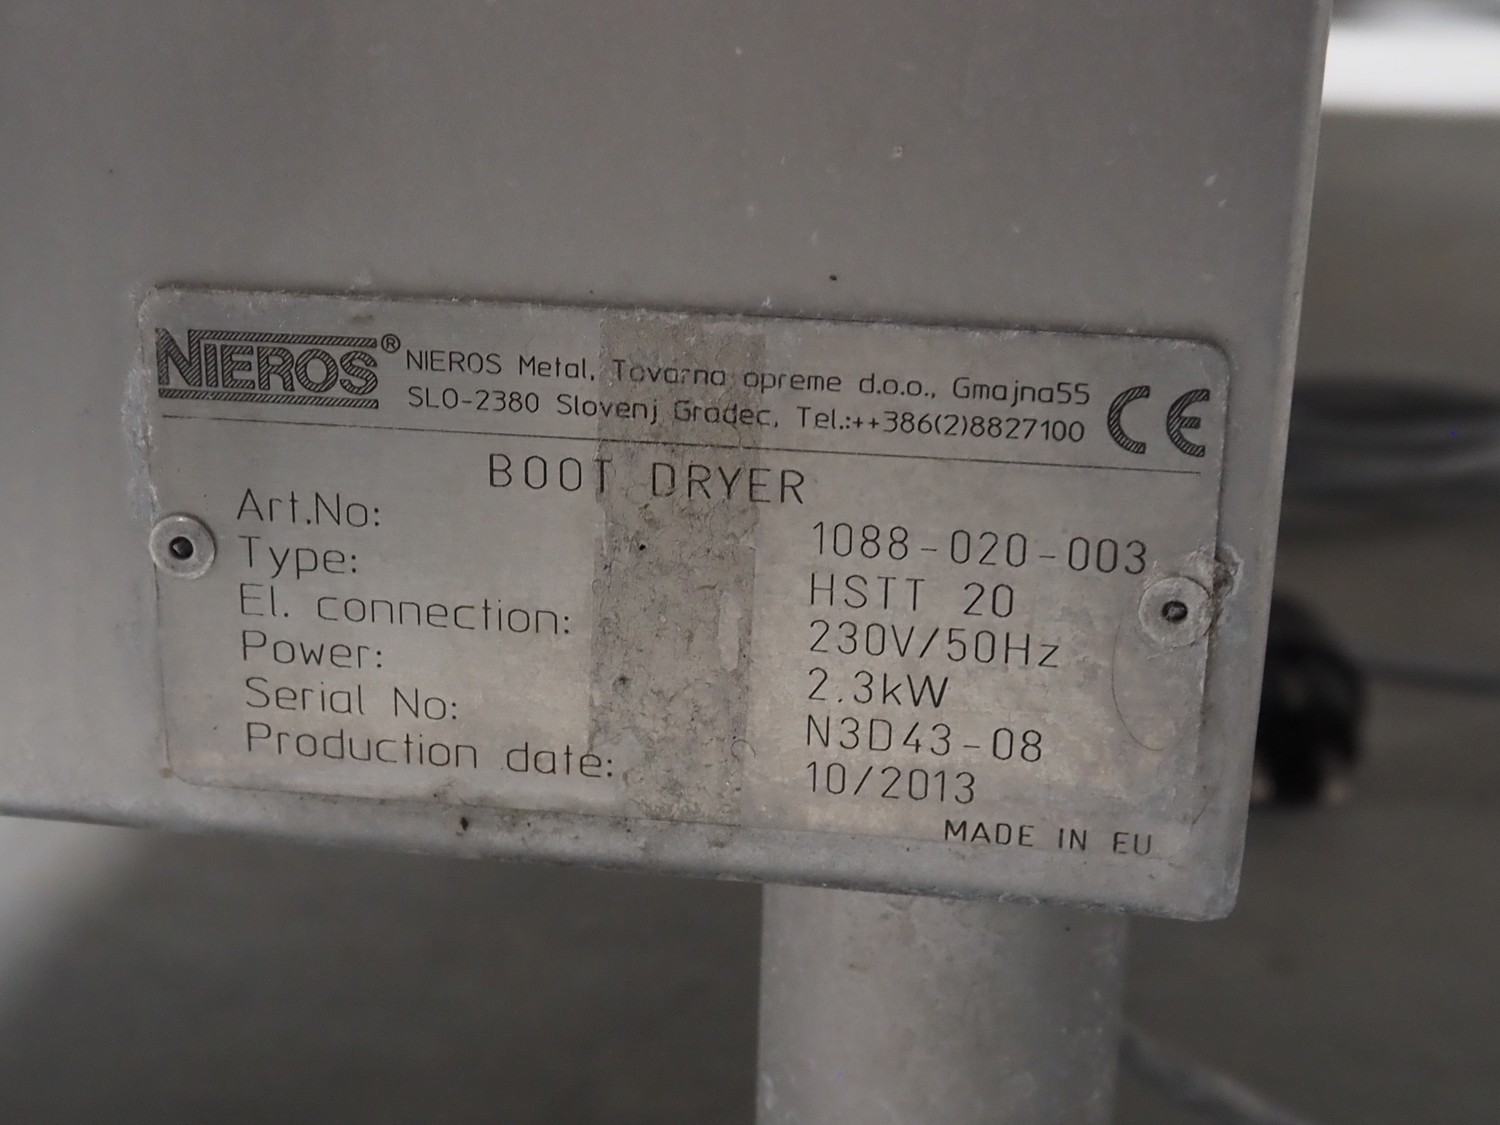 NIEROS® NIEROS Metal, Tovarna opreme d.o.o., Gmajna55
SLO-2380 Slovenj Gradec, Tel.:++386(2)8827100
CE
BOOT DRYER
Art.No: 1088-020-003
Type: HSTT 20
El. connection: 230V/50Hz
Power: 2.3kW
Serial No: N3D43-08
Production date: 10/2013
MADE IN EU